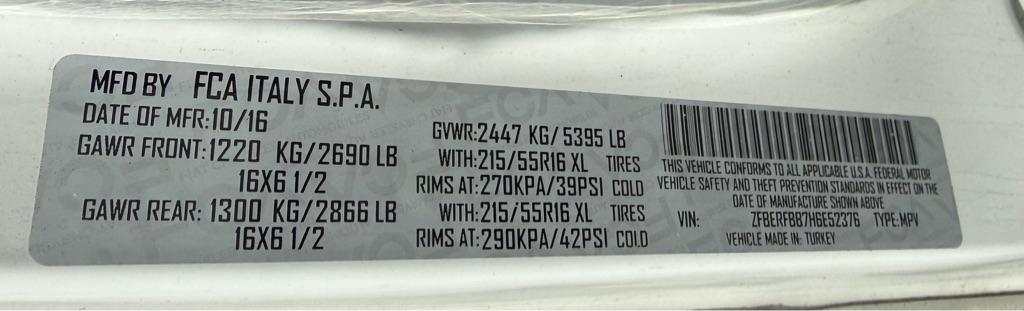 MFD BY FCA ITALY S.P.A.
DATE OF MFR:10/16
GAWR FRONT:1220 KG/2690 LB
16X6 1/2
GAWR REAR: 1300 KG/2866 LB
16X6 1/2
GVWR:2447 KG/5395 LB
WITH:215/55R16 XL TIRES
RIMS AT:270KPA/39PSI COLD
WITH:215/55R16 XL TIRES
RIMS AT:290KPA/42PSI COLD
THIS VEHICLE CONFORMS TO ALL APPLICABLE U.S.A. FEDERAL MOTOR
VEHICLE SAFETY AND THEFT PREVENTION STANDARDS IN EFFECT ON THE
DATE OF MANUFACTURE SHOWN ABOVE
VIN: ZFBERFBB7H6E52376 TYPE:MPV
VEHICLE MADE IN: TURKEY